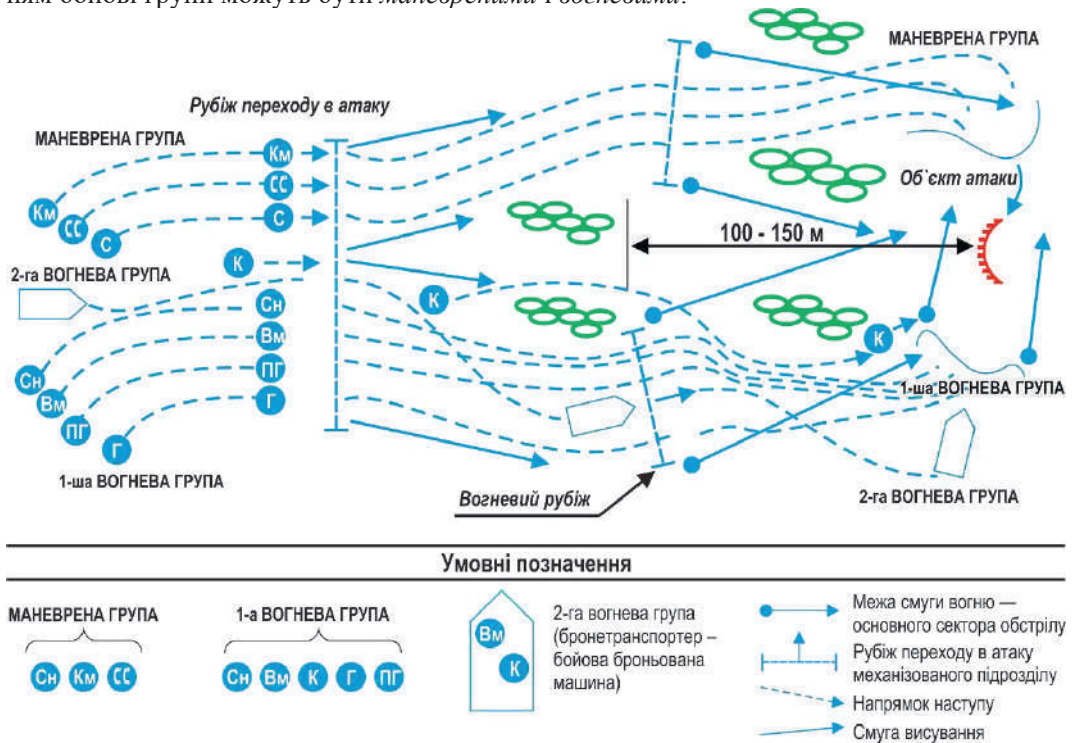 ням бойові групи можуть бути маневреними і вогневими.
МАНЕВРЕНА ГРУПА
Рубіж переходу в атаку
МАНЕВРЕНА ГРУПА
Км
СС
С
Км
СС
С
Об`єкт атаки
100 - 150 м
К
2-га ВОГНЕВА ГРУПА
К
К
Сн
Вм
ПГ
Г
Сн
Вм
ПГ
Г
1-ша ВОГНЕВА ГРУПА
1-ша ВОГНЕВА ГРУПА
2-га ВОГНЕВА ГРУПА
Вогневий рубіж
Умовні позначення
МАНЕВРЕНА ГРУПА
Сн Км СС
1-а ВОГНЕВА ГРУПА
Сн Вм К Г ПГ
Вм
К
2-га вогнева група
(бронетранспортер –
бойова броньована
машина)
Межа смуги вогню —
основного сектора обстрілу
Рубіж переходу в атаку
механізованого підрозділу
Напрямок наступу
Смуга висування